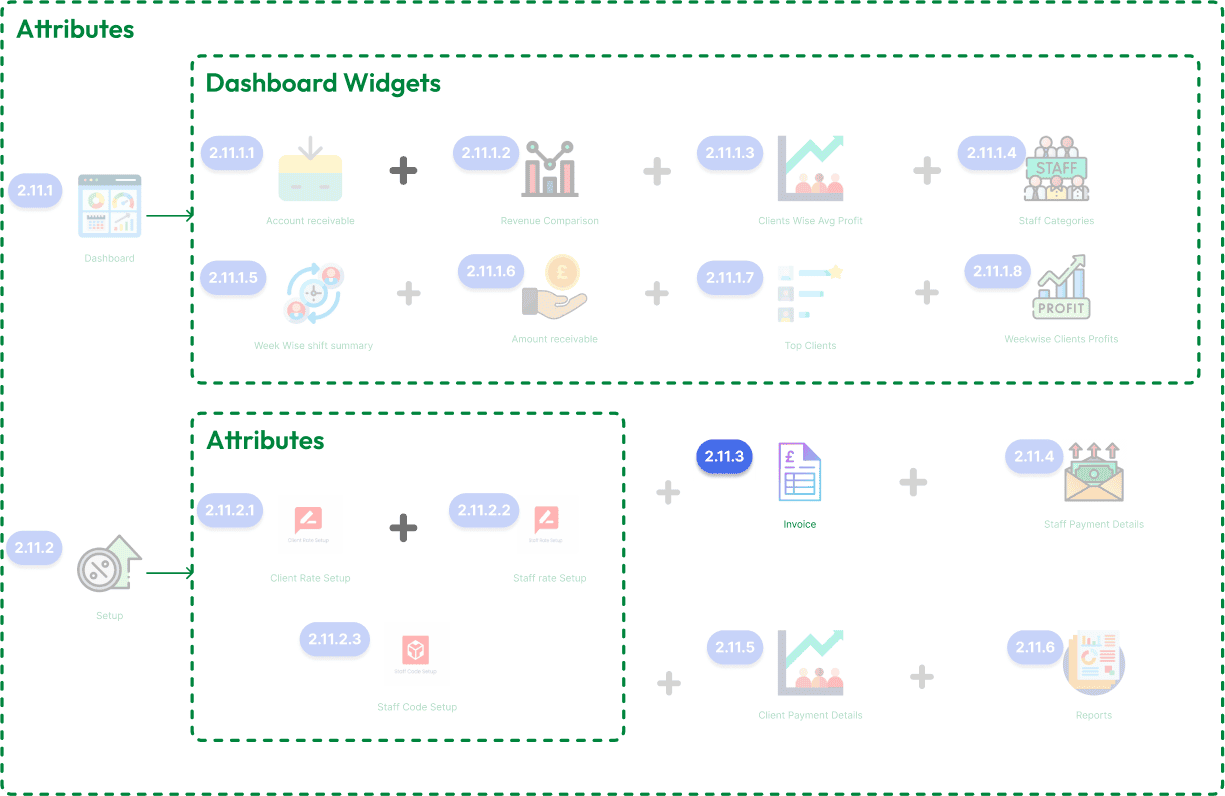 Attributes
Dashboard Widgets
2.11.1
Dashboard
2.11.1.1
Account receivable
2.11.1.2
Revenue Comparison
2.11.1.3
Clients Wise Avg Profit
2.11.1.4
STAFF
Staff Categories
2.11.1.5
Week Wise shift summary
2.11.1.6
£
Amount receivable
2.11.1.7
Top Clients
2.11.1.8
PROFIT
Weekwise Clients Profits
Attributes
2.11.2
Setup
2.11.2.1
Client Rate Setup
Client Rate Setup
2.11.2.2
Staff Rate Setup
Staff rate Setup
2.11.2.3
Staff Code Setup
Staff Code Setup
2.11.3
£
Invoice
2.11.4
Staff Payment Details
2.11.5
Client Payment Details
2.11.6
Reports